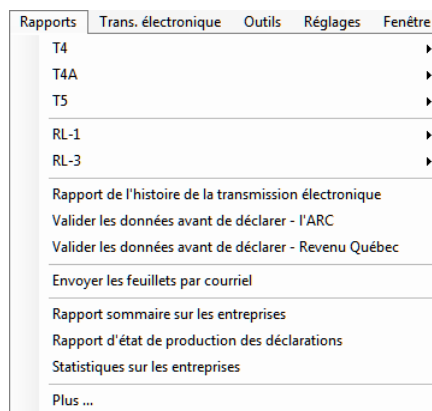 Rapports Trans. électronique Outils Réglages Fenêtre
T4
T4A
T5
RL-1
RL-3
Rapport de l'histoire de la transmission électronique
Valider les données avant de déclarer - l'ARC
Valider les données avant de déclarer - Revenu Québec
Envoyer les feuillets par courriel
Rapport sommaire sur les entreprises
Rapport d'état de production des déclarations
Statistiques sur les entreprises
Plus ...